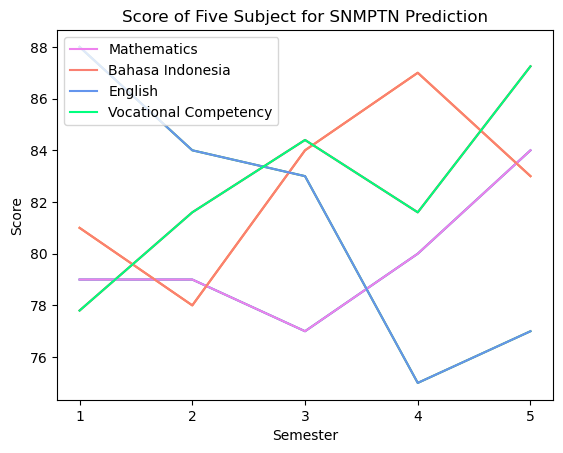 Score of Five Subject for SNMPTN Prediction
88
86
84
82
80
78
76
Score
Mathematics
Bahasa Indonesia
English
Vocational Competency
1 2 3 4 5
Semester